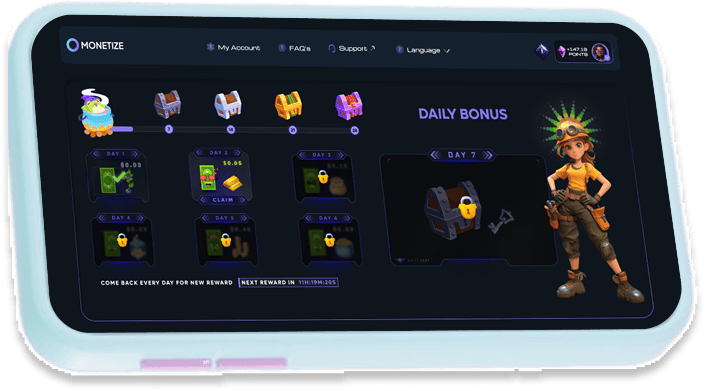 MONETIZE
My Account
FAQ's
Support
Language
+147.13
POINTS
7
14
21
28
DAILY BONUS
DAY 1
$0.03
DAY 2
$0.05
CLAIM
DAY 3
DAY 4
DAY 5
DAY 6
DAY 7
COME BACK EVERY DAY FOR NEW REWARD
NEXT REWARD IN 11H:19M:20S